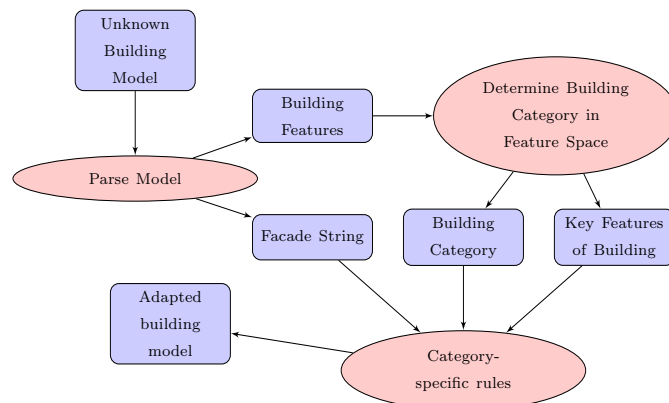 Unknown
Building
Model
Building
Features
Determine Building
Category in
Feature Space
Parse Model
Facade String
Building
Category
Key Features
of Building
Adapted
building
model
Category-
specific rules